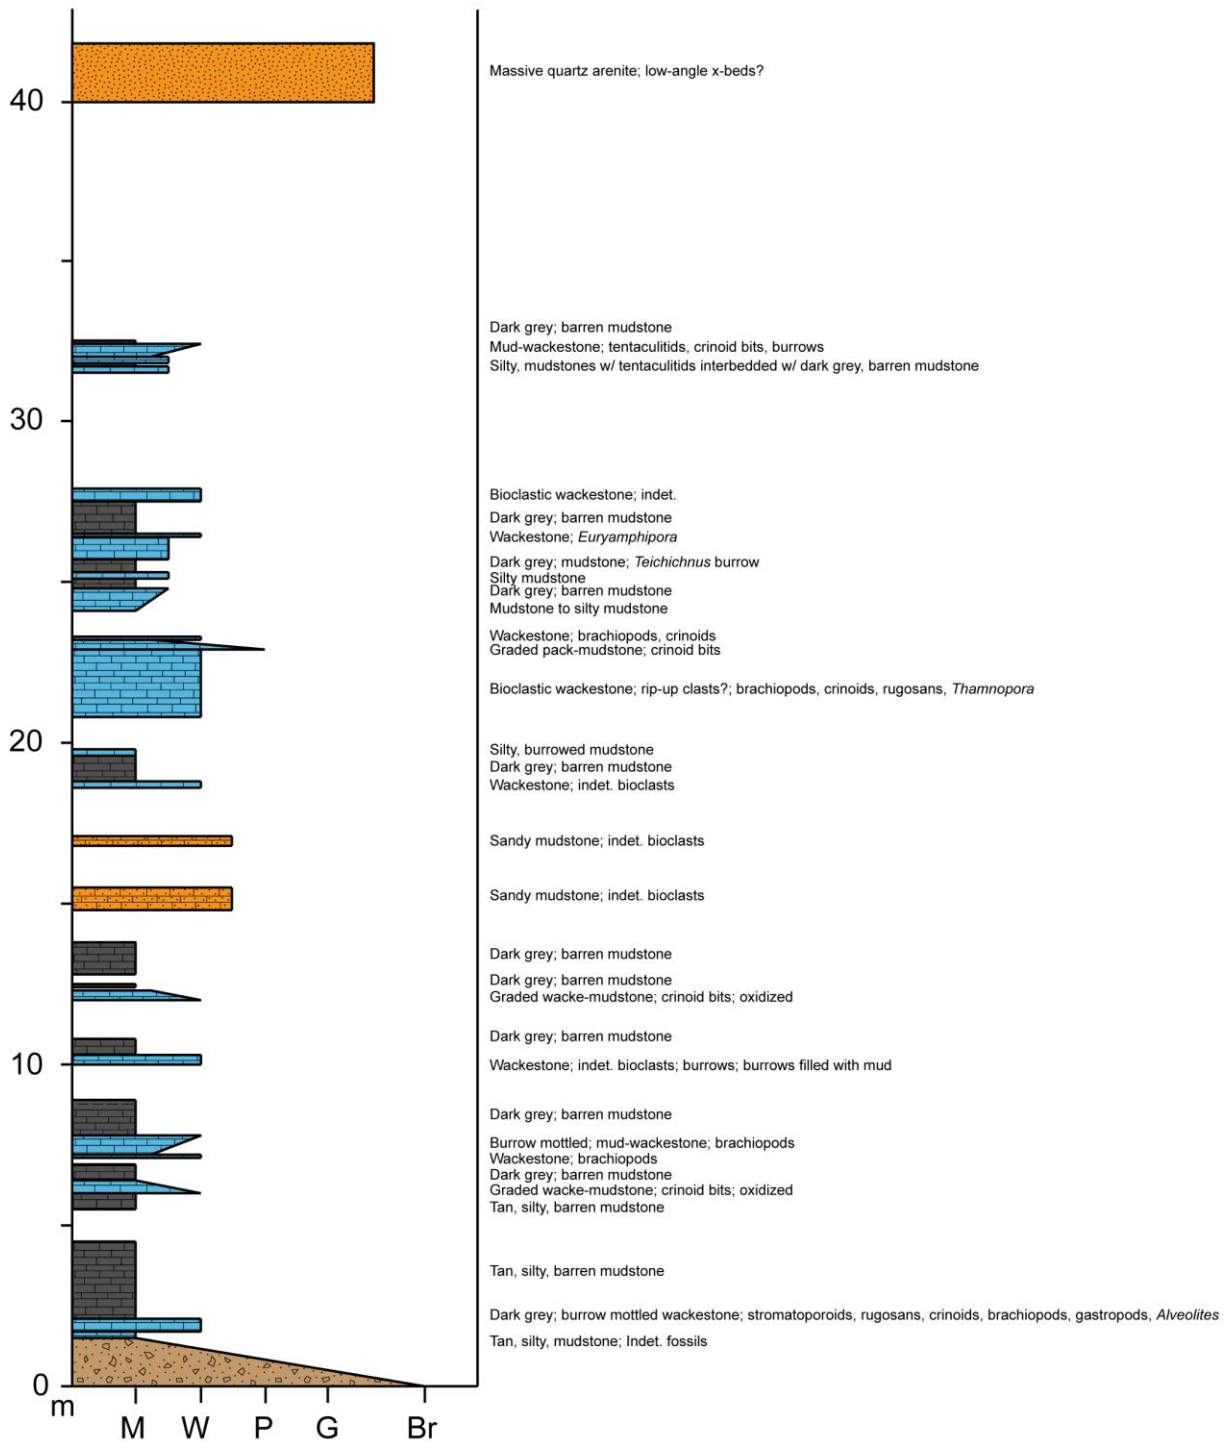 Massive quartz arenite; low-angle x-beds?
40
Dark grey; barren mudstone
Mud-wackestone; tentaculitids, crinoid bits, burrows
Silty, mudstones w/ tentaculitids interbedded w/ dark grey, barren mudstone
30
Bioclastic wackestone; indet.
Dark grey; barren mudstone
Wackestone; Euryamphipora
Dark grey; mudstone; Teichichnus burrow
Silty mudstone
Dark grey; barren mudstone
Mudstone to silty mudstone
Wackestone; brachiopods, crinoids
Graded pack-mudstone; crinoid bits
Bioclastic wackestone; rip-up clasts?; brachiopods, crinoids, rugosans, Thamnopora
20
Silty, burrowed mudstone
Dark grey; barren mudstone
Wackestone; indet. bioclasts
Sandy mudstone; indet. bioclasts
Sandy mudstone; indet. bioclasts
Dark grey; barren mudstone
Dark grey; barren mudstone
Graded wacke-mudstone; crinoid bits; oxidized
Dark grey; barren mudstone
10
Wackestone; indet. bioclasts; burrows; burrows filled with mud
Dark grey; barren mudstone
Burrow mottled; mud-wackestone; brachiopods
Wackestone; brachiopods
Dark grey; barren mudstone
Graded wacke-mudstone; crinoid bits; oxidized
Tan, silty, barren mudstone
Tan, silty, barren mudstone
Dark grey; burrow mottled wackestone; stromatoporoids, rugosans, crinoids, brachiopods, gastropods, Alveolites
Tan, silty, mudstone; Indet. fossils
0
m
M W P G Br